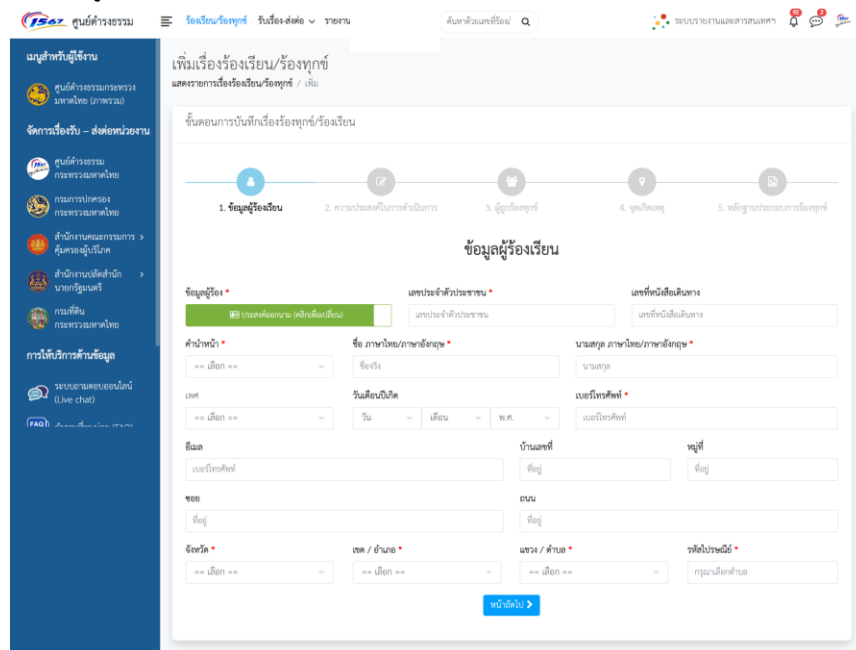 1567 ศูนย์ดำรงธรรม
ร้องเรียน/ร้องทุกข์ รับเรื่อง-ส่งต่อ รายงาน
ค้นหาด้วยเลขที่ร้องเ
ระบบรายงานและสารสนเทศฯ
เมนูสำหรับผู้ใช้งาน
ศูนย์ดำรงธรรมกระทรวง
มหาดไทย (ภาพรวม)
จัดการเรื่องรับ – ส่งต่อหน่วยงาน
ศูนย์ดำรงธรรม
กระทรวงมหาดไทย
กรมการปกครอง
กระทรวงมหาดไทย
สำนักงานคณะกรรมการ >
คุ้มครองผู้บริโภค
สำนักงานปลัดสำนัก >
นายกรัฐมนตรี
กรมที่ดิน
กระทรวงมหาดไทย
การให้บริการด้านข้อมูล
ระบบถามตอบออนไลน์
(Live chat)
FAQ
เพิ่มเรื่องร้องเรียน/ร้องทุกข์
แสดงรายการเรื่องร้องเรียน/ร้องทุกข์ / เพิ่ม
ขั้นตอนการบันทึกเรื่องร้องทุกข์/ร้องเรียน
1. ข้อมูลผู้ร้องเรียน 2. ความประสงค์ในการดำเนินการ 3. ผู้ถูกร้องทุกข์ 4. จุดเกิดเหตุ 5. หลักฐานประกอบการร้องทุกข์
ข้อมูลผู้ร้องเรียน
ข้อมูลผู้ร้อง * เลขประจำตัวประชาชน * เลขที่หนังสือเดินทาง
ประสงค์ออกนาม (คลิกเพื่อเปลี่ยน) เลขประจำตัวประชาชน เลขที่หนังสือเดินทาง
คำนำหน้า * ชื่อ ภาษาไทย/ภาษาอังกฤษ * นามสกุล ภาษาไทย/ภาษาอังกฤษ *
== เลือก == ชื่อจริง นามสกุล
เพศ วันเดือนปีเกิด เบอร์โทรศัพท์ *
== เลือก == วัน เดือน พ.ศ. เบอร์โทรศัพท์
อีเมล บ้านเลขที่ หมู่ที่
เบอร์โทรศัพท์ ที่อยู่ ที่อยู่
ซอย ถนน
ที่อยู่ ที่อยู่
จังหวัด * เขต / อำเภอ * แขวง / ตำบล * รหัสไปรษณีย์ *
== เลือก == == เลือก == == เลือก == กรุณาเลือกตำบล
หน้าถัดไป